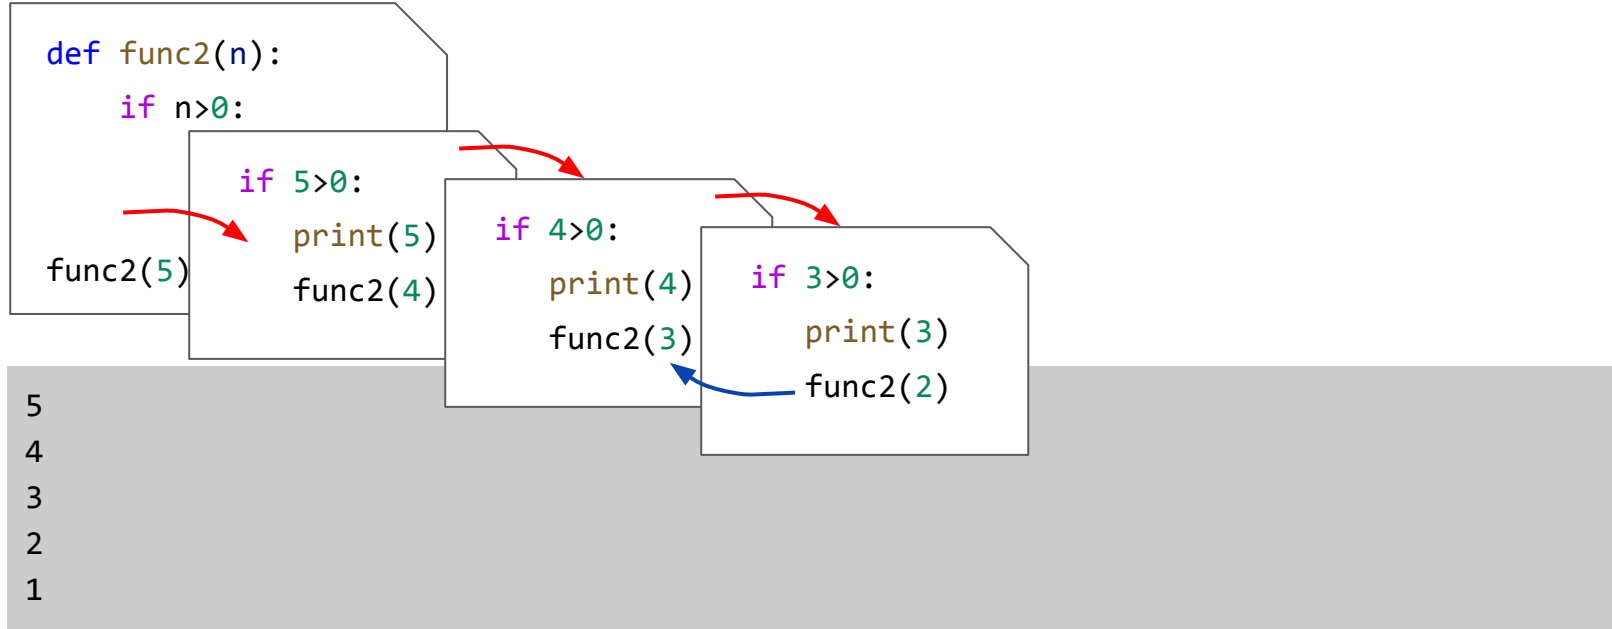 def func2(n):
    if n>0:
func2(5)
if 5>0:
   print(5)
   func2(4)
if 4>0:
   print(4)
   func2(3)
if 3>0:
   print(3)
   func2(2)
5
4
3
2
1